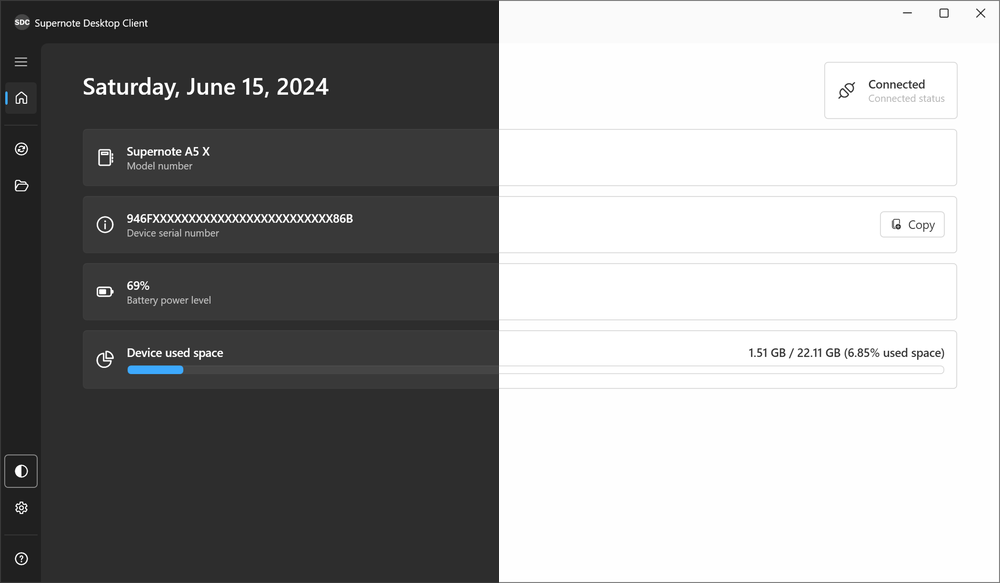 SDC Supernote Desktop Client
Saturday, June 15, 2024
Connected
Connected status
Supernote A5 X
Model number
946FXXXXXXXXXXXXXXXXXXXXXXXXX86B
Device serial number
Copy
69%
Battery power level
Device used space
1.51 GB / 22.11 GB (6.85% used space)